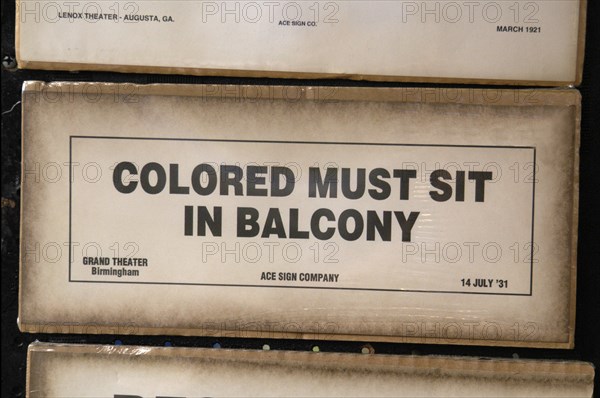 LENOX THEATER - AUGUSTA, GA.
ACE SIGN CO.
MARCH 1921
COLORED MUST SIT
IN BALCONY
GRAND THEATER
Birmingham
ACE SIGN COMPANY
14 JULY '31
PHOTO12